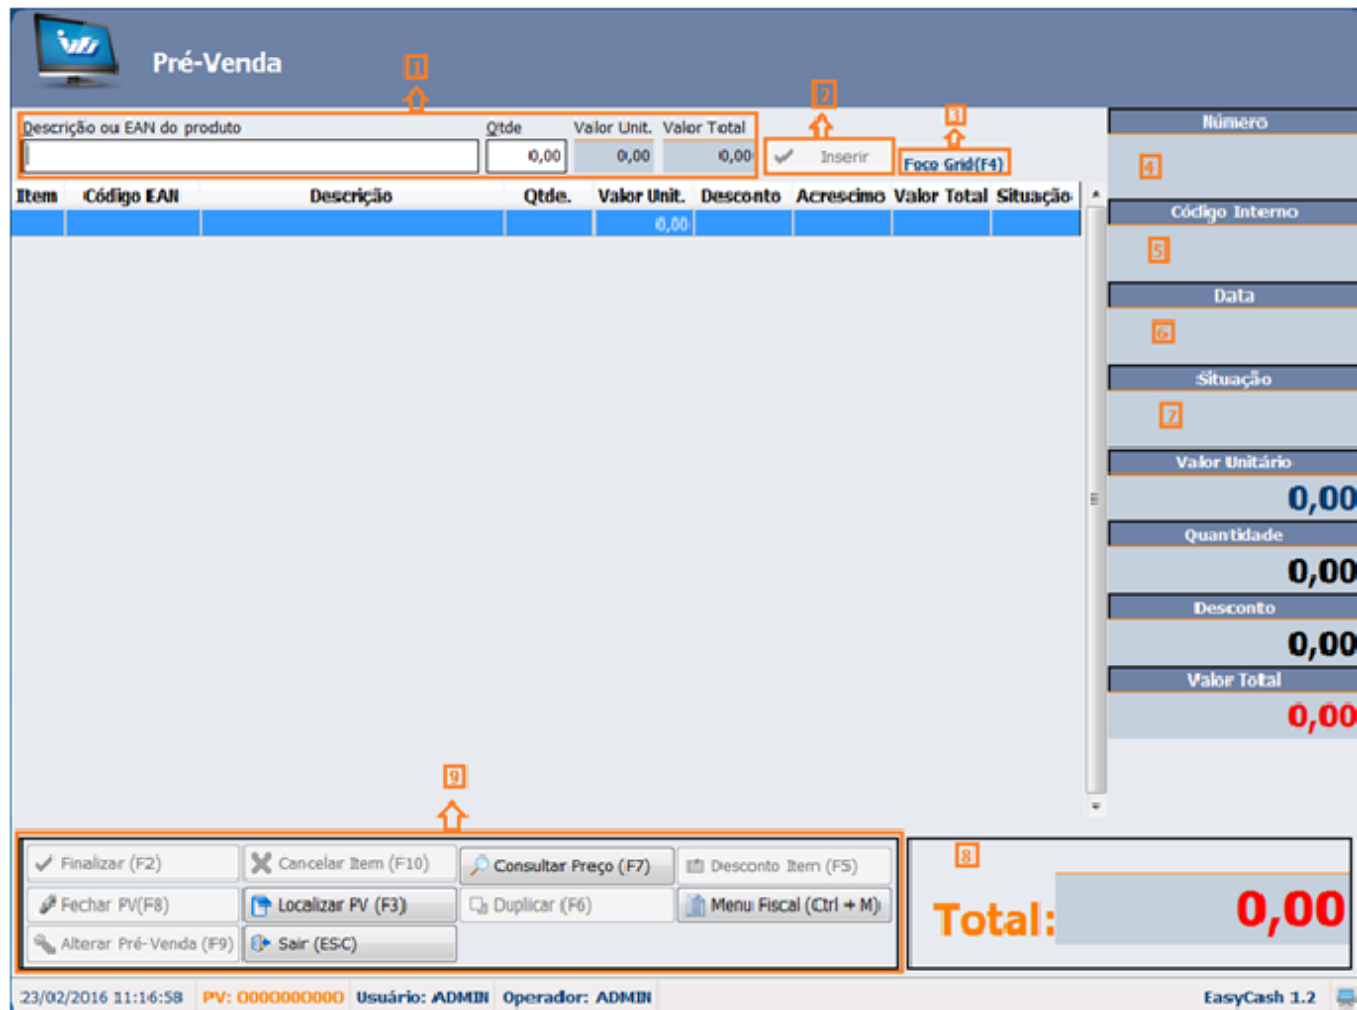 Pré-Venda
1
2
3
Descrição ou EAN do produto Qtde Valor Unit. Valor Total
0,00 0,00 0,00 Inserir Foco Grid(F4)
Item Código EAN Descrição Qtde. Valor Unit. Desconto Acrescimo Valor Total Situação
0,00
Número
4
Código Interno
5
Data
6
Situação
7
Valor Unitário
0,00
Quantidade
0,00
Desconto
0,00
Valor Total
0,00
9
Finalizar (F2) Cancelar Item (F10) Consultar Preço (F7) Desconto Item (F5)
Fechar PV(F8) Localizar PV (F3) Duplicar (F6) Menu Fiscal (Ctrl + M)
Alterar Pré-Venda (F9) Sair (ESC)
8
Total: 0,00
23/02/2016 11:16:58 PV: 0000000000 Usuário: ADMIN Operador: ADMIN EasyCash 1.2